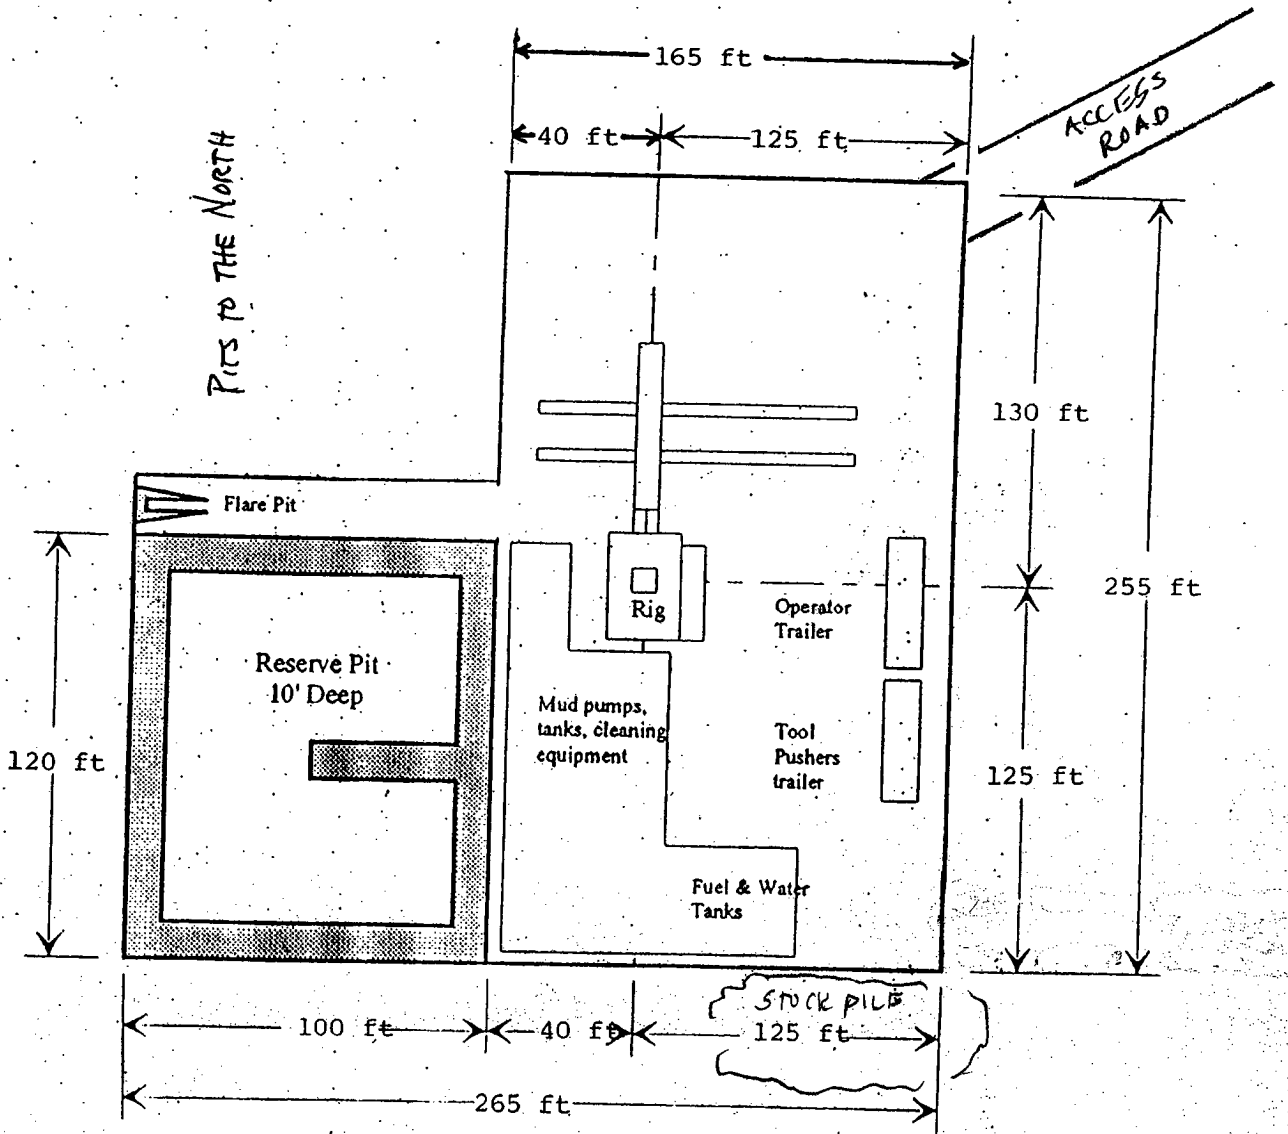 165 ft
40 ft
125 ft
ACCESS
ROAD
PITS TO THE NORTH
130 ft
Flare Pit
255 ft
Rig
Operator
Trailer
Reserve Pit
10' Deep
Mud pumps,
tanks, cleaning
equipment
Tool
Pushers
trailer
120 ft
125 ft
Fuel & Water
Tanks
STOCK PILE
100 ft
40 ft
125 ft
265 ft